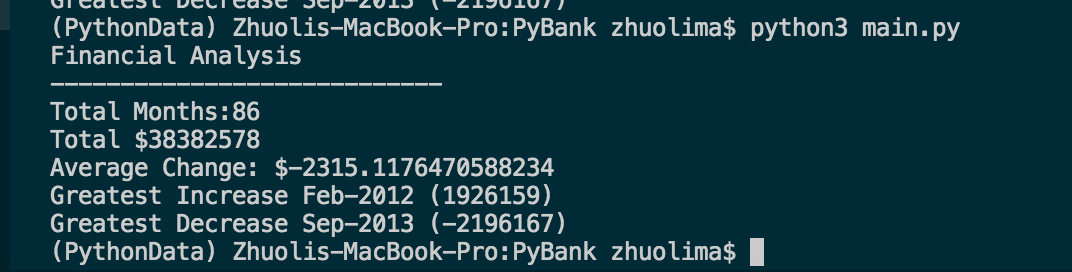 Greatest Decrease Sep-2013 (-2196167)
(PythonData) Zhuolis-MacBook-Pro:PyBank zhuolima$ python3 main.py
Financial Analysis
----------------------------
Total Months:86
Total $38382578
Average Change: $-2315.1176470588234
Greatest Increase Feb-2012 (1926159)
Greatest Decrease Sep-2013 (-2196167)
(PythonData) Zhuolis-MacBook-Pro:PyBank zhuolima$